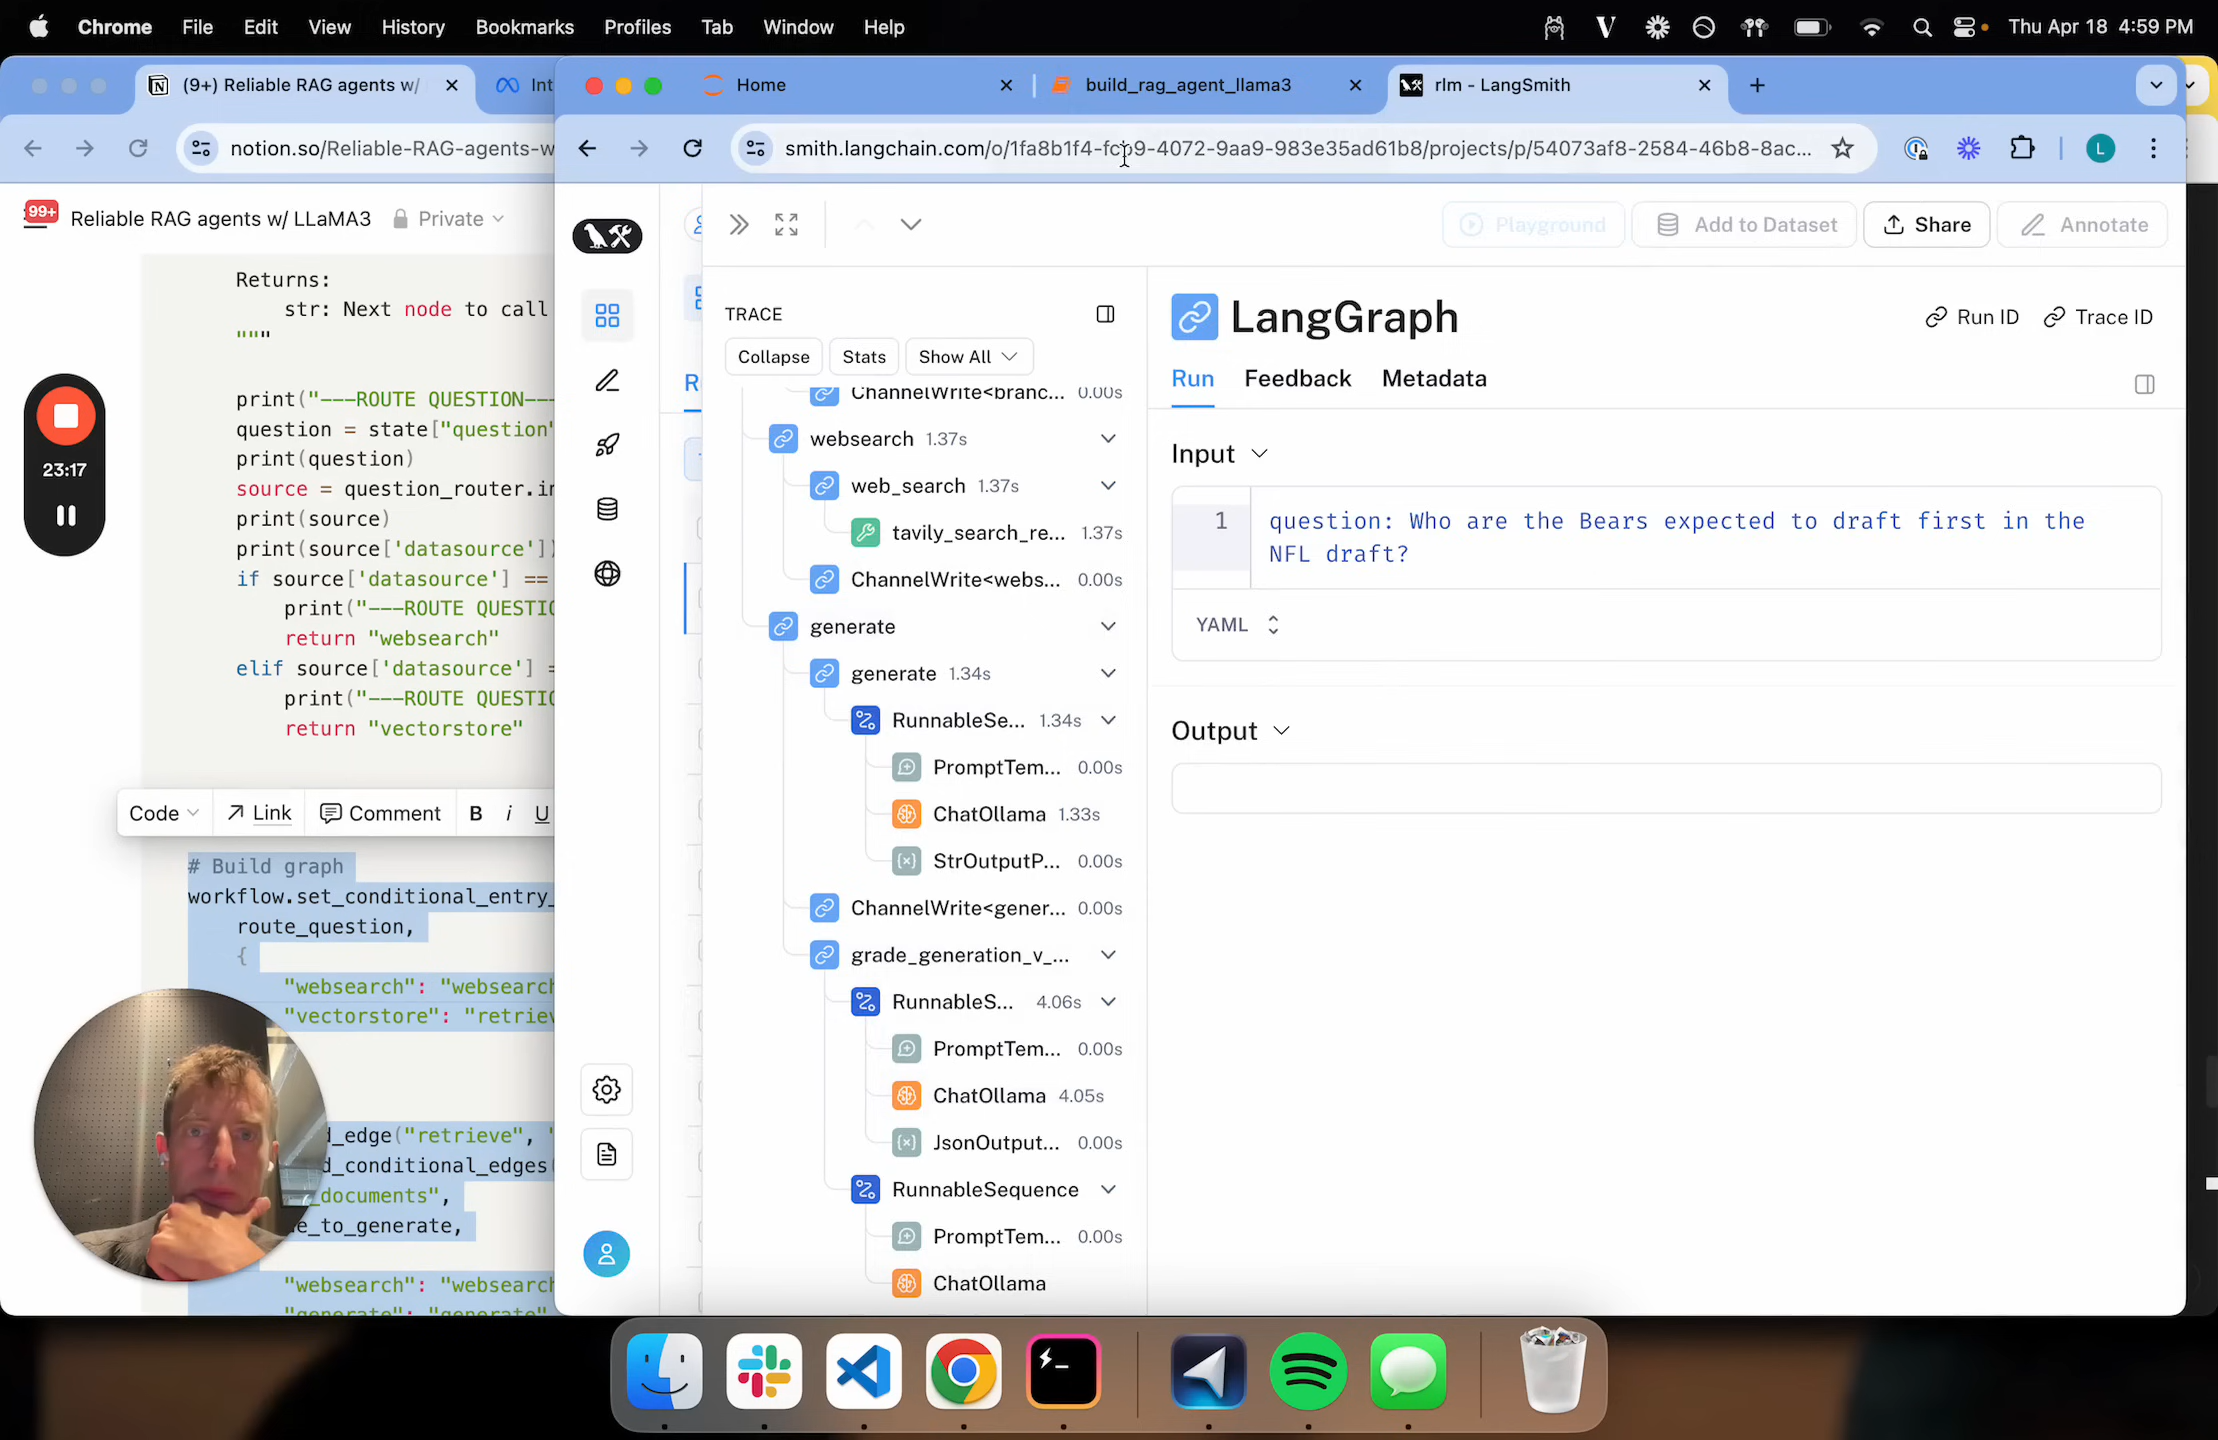 Chrome File Edit View History Bookmarks Profiles Tab Window Help
Thu Apr 18 4:59 PM
(9+) Reliable RAG agents w/
Int
Home
build_rag_agent_llama3
rlm - LangSmith
notion.so/Reliable-RAG-agents-w
smith.langchain.com/o/1fa8b1f4-fcb9-4072-9aa9-983e35ad61b8/projects/p/54073af8-2584-46b8-8ac...
L
99+
Reliable RAG agents w/ LLaMA3 Private
Returns:
str: Next node to call
"""
print("---ROUTE QUESTION---
question = state["question"
print(question)
source = question_router.in
print(source)
print(source['datasource'])
if source['datasource'] ==
print("---ROUTE QUESTIO
return "websearch"
elif source['datasource'] =
print("---ROUTE QUESTIO
return "vectorstore"
23:17
Code Link Comment B i U
# Build graph
workflow.set_conditional_entry_
route_question,
{
"websearch": "websearch
"vectorstore": "retriev
d_edge("retrieve", "
d_conditional_edges(
_documents",
e_to_generate,
"websearch": "websearch
"generate": "generate"
Playground
Add to Dataset
Share
Annotate
TRACE
Collapse Stats Show All
ChannelWrite<branc... 0.00s
websearch 1.37s
web_search 1.37s
tavily_search_re... 1.37s
ChannelWrite<webs... 0.00s
generate
generate 1.34s
RunnableSe... 1.34s
PromptTem... 0.00s
ChatOllama 1.33s
StrOutputP... 0.00s
ChannelWrite<gener... 0.00s
grade_generation_v_...
RunnableS... 4.06s
PromptTem... 0.00s
ChatOllama 4.05s
JsonOutput... 0.00s
RunnableSequence
PromptTem... 0.00s
ChatOllama
LangGraph
Run ID Trace ID
Run Feedback Metadata
Input
1
question: Who are the Bears expected to draft first in the
NFL draft?
YAML
Output